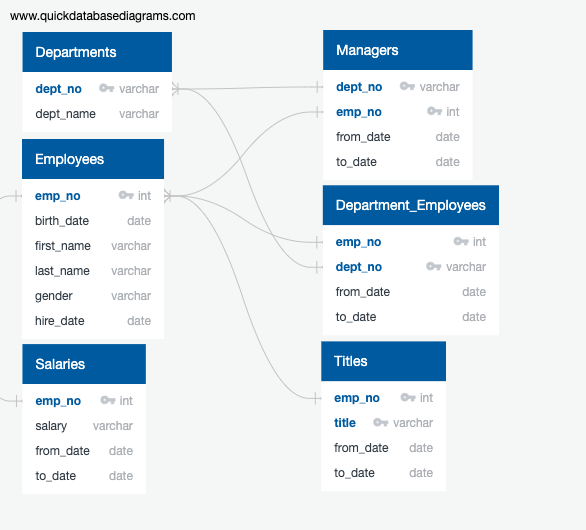 www.quickdatabasediagrams.com
Departments
dept_no varchar
dept_name varchar
Employees
emp_no int
birth_date date
first_name varchar
last_name varchar
gender varchar
hire_date date
Salaries
emp_no int
salary varchar
from_date date
to_date date
Managers
dept_no varchar
emp_no int
from_date date
to_date date
Department_Employees
emp_no int
dept_no varchar
from_date date
to_date date
Titles
emp_no int
title varchar
from_date date
to_date date